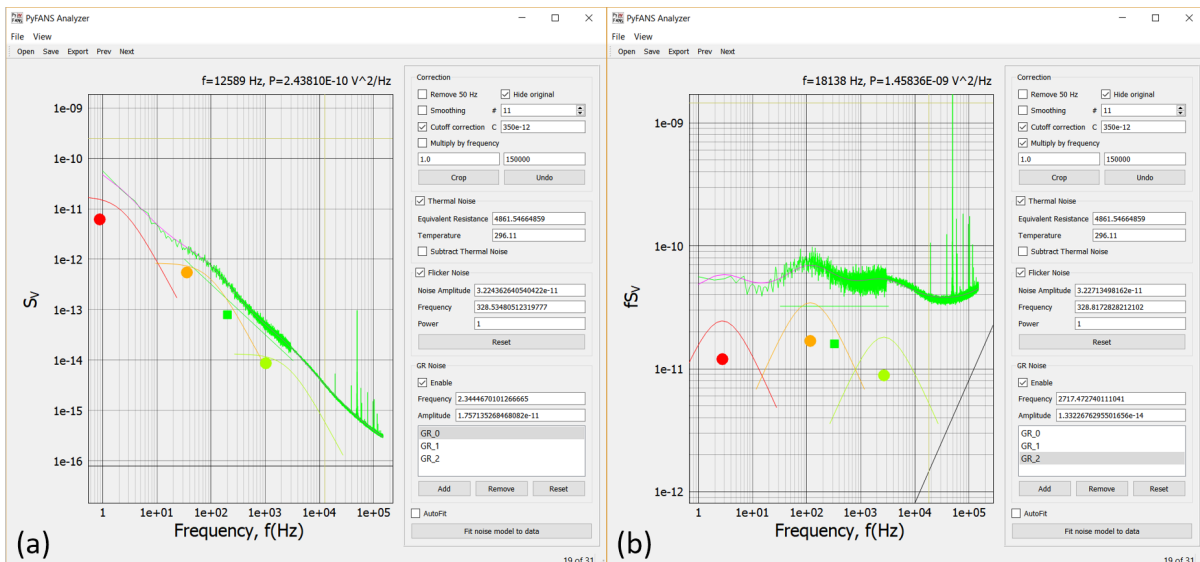 PyFANS Analyzer
File View
Open Save Export Prev Next
f=12589 Hz, P=2.43810E-10 V^2/Hz
1e-09
1e-10
1e-11
1e-12
1e-13
1e-14
1e-15
1e-16
S_V
1 1e+01 1e+02 1e+03 1e+04 1e+05
Frequency, f(Hz)
(a)
Correction
Remove 50 Hz Hide original
Smoothing # 11
Cutoff correction C 350e-12
Multiply by frequency
1.0 150000
Crop Undo
Thermal Noise
Equivalent Resistance 4861.54664859
Temperature 296.11
Subtract Thermal Noise
Flicker Noise
Noise Amplitude 3.224362640540422e-11
Frequency 328.53480512319777
Power 1
Reset
GR Noise
Enable
Frequency 2.3444670101266665
Amplitude 1.757135268468082e-11
GR_0
GR_1
GR_2
Add Remove Reset
AutoFit
Fit noise model to data
19 of 31
PyFANS Analyzer
File View
Open Save Export Prev Next
f=18138 Hz, P=1.45836E-09 V^2/Hz
1e-09
1e-10
1e-11
1e-12
fS_V
1 1e+01 1e+02 1e+03 1e+04 1e+05
Frequency, f(Hz)
(b)
Correction
Remove 50 Hz Hide original
Smoothing # 11
Cutoff correction C 350e-12
Multiply by frequency
1.0 150000
Crop Undo
Thermal Noise
Equivalent Resistance 4861.54664859
Temperature 296.11
Subtract Thermal Noise
Flicker Noise
Noise Amplitude 3.22713498162e-11
Frequency 328.8172828212102
Power 1
Reset
GR Noise
Enable
Frequency 2717.472740111041
Amplitude 1.3322676295501656e-14
GR_0
GR_1
GR_2
Add Remove Reset
AutoFit
Fit noise model to data
19 of 31